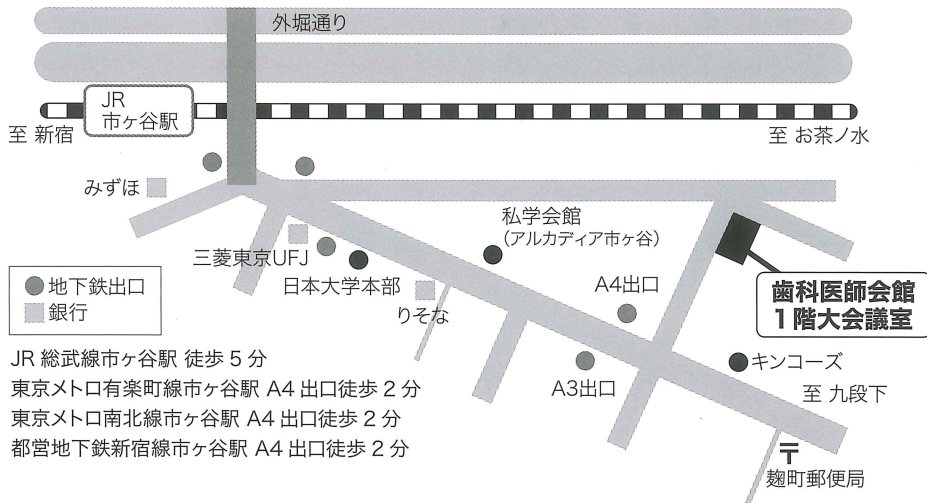 外堀通り
JR
市ヶ谷駅
至 新宿
至 お茶ノ水
みずほ
私学会館
(アルカディア市ヶ谷)
三菱東京UFJ
日本大学本部
りそな
A4出口
歯科医師会館
1階大会議室
地下鉄出口
銀行
A3出口
キンコーズ
至 九段下
〒
麹町郵便局
JR 総武線市ヶ谷駅 徒歩 5 分
東京メトロ有楽町線市ヶ谷駅 A4 出口徒歩 2 分
東京メトロ南北線市ヶ谷駅 A4 出口徒歩 2 分
都営地下鉄新宿線市ヶ谷駅 A4 出口徒歩 2 分